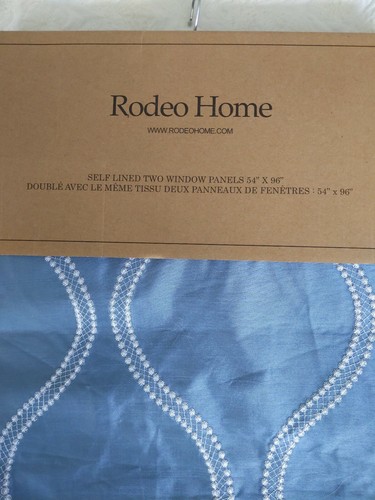 Rodeo Home
WWW.RODEOHOME.COM
SELF LINED TWO WINDOW PANELS 54" X 96"
DOUBLÉ AVEC LE MÊME TISSU DEUX PANNEAUX DE FENÊTRES : 54" x 96"